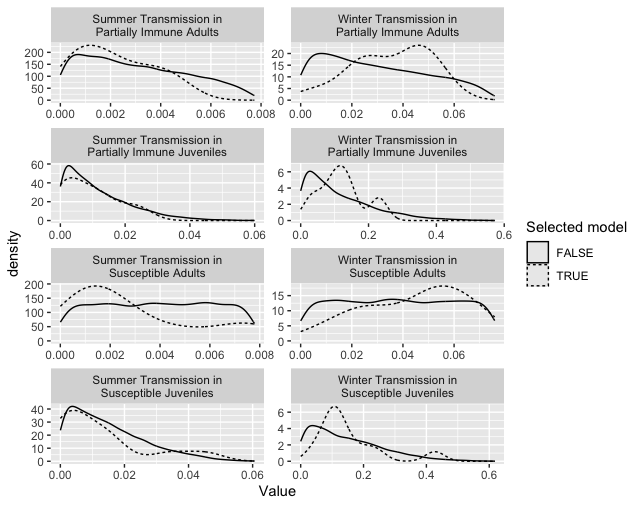 Summer Transmission in
Partially Immune Adults
Winter Transmission in
Partially Immune Adults
200
150
100
50
0
20
15
10
5
0
0.000 0.002 0.004 0.006 0.008
0.00 0.02 0.04 0.06
Summer Transmission in
Partially Immune Juveniles
Winter Transmission in
Partially Immune Juveniles
60
40
20
0
6
4
2
0
0.00 0.02 0.04 0.06
0.0 0.2 0.4 0.6
Summer Transmission in
Susceptible Adults
Winter Transmission in
Susceptible Adults
200
150
100
50
0
15
10
5
0
0.000 0.002 0.004 0.006 0.008
0.00 0.02 0.04 0.06
Summer Transmission in
Susceptible Juveniles
Winter Transmission in
Susceptible Juveniles
40
30
20
10
0
6
4
2
0
0.00 0.02 0.04 0.06
0.0 0.2 0.4 0.6
density
Value
Selected model
FALSE
TRUE